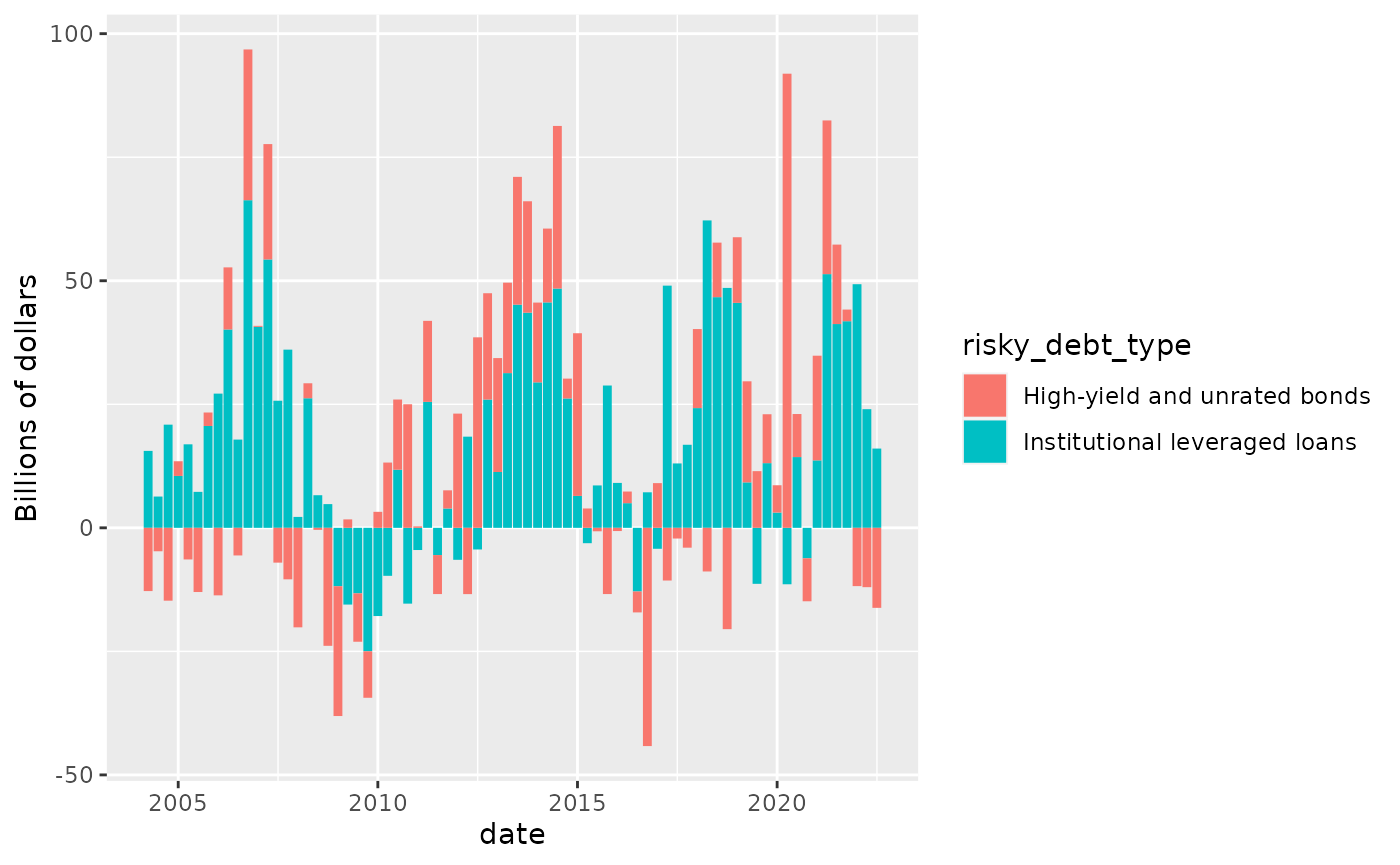 100
50
0
-50
Billions of dollars
2005 2010 2015 2020
date
risky_debt_type
High-yield and unrated bonds
Institutional leveraged loans